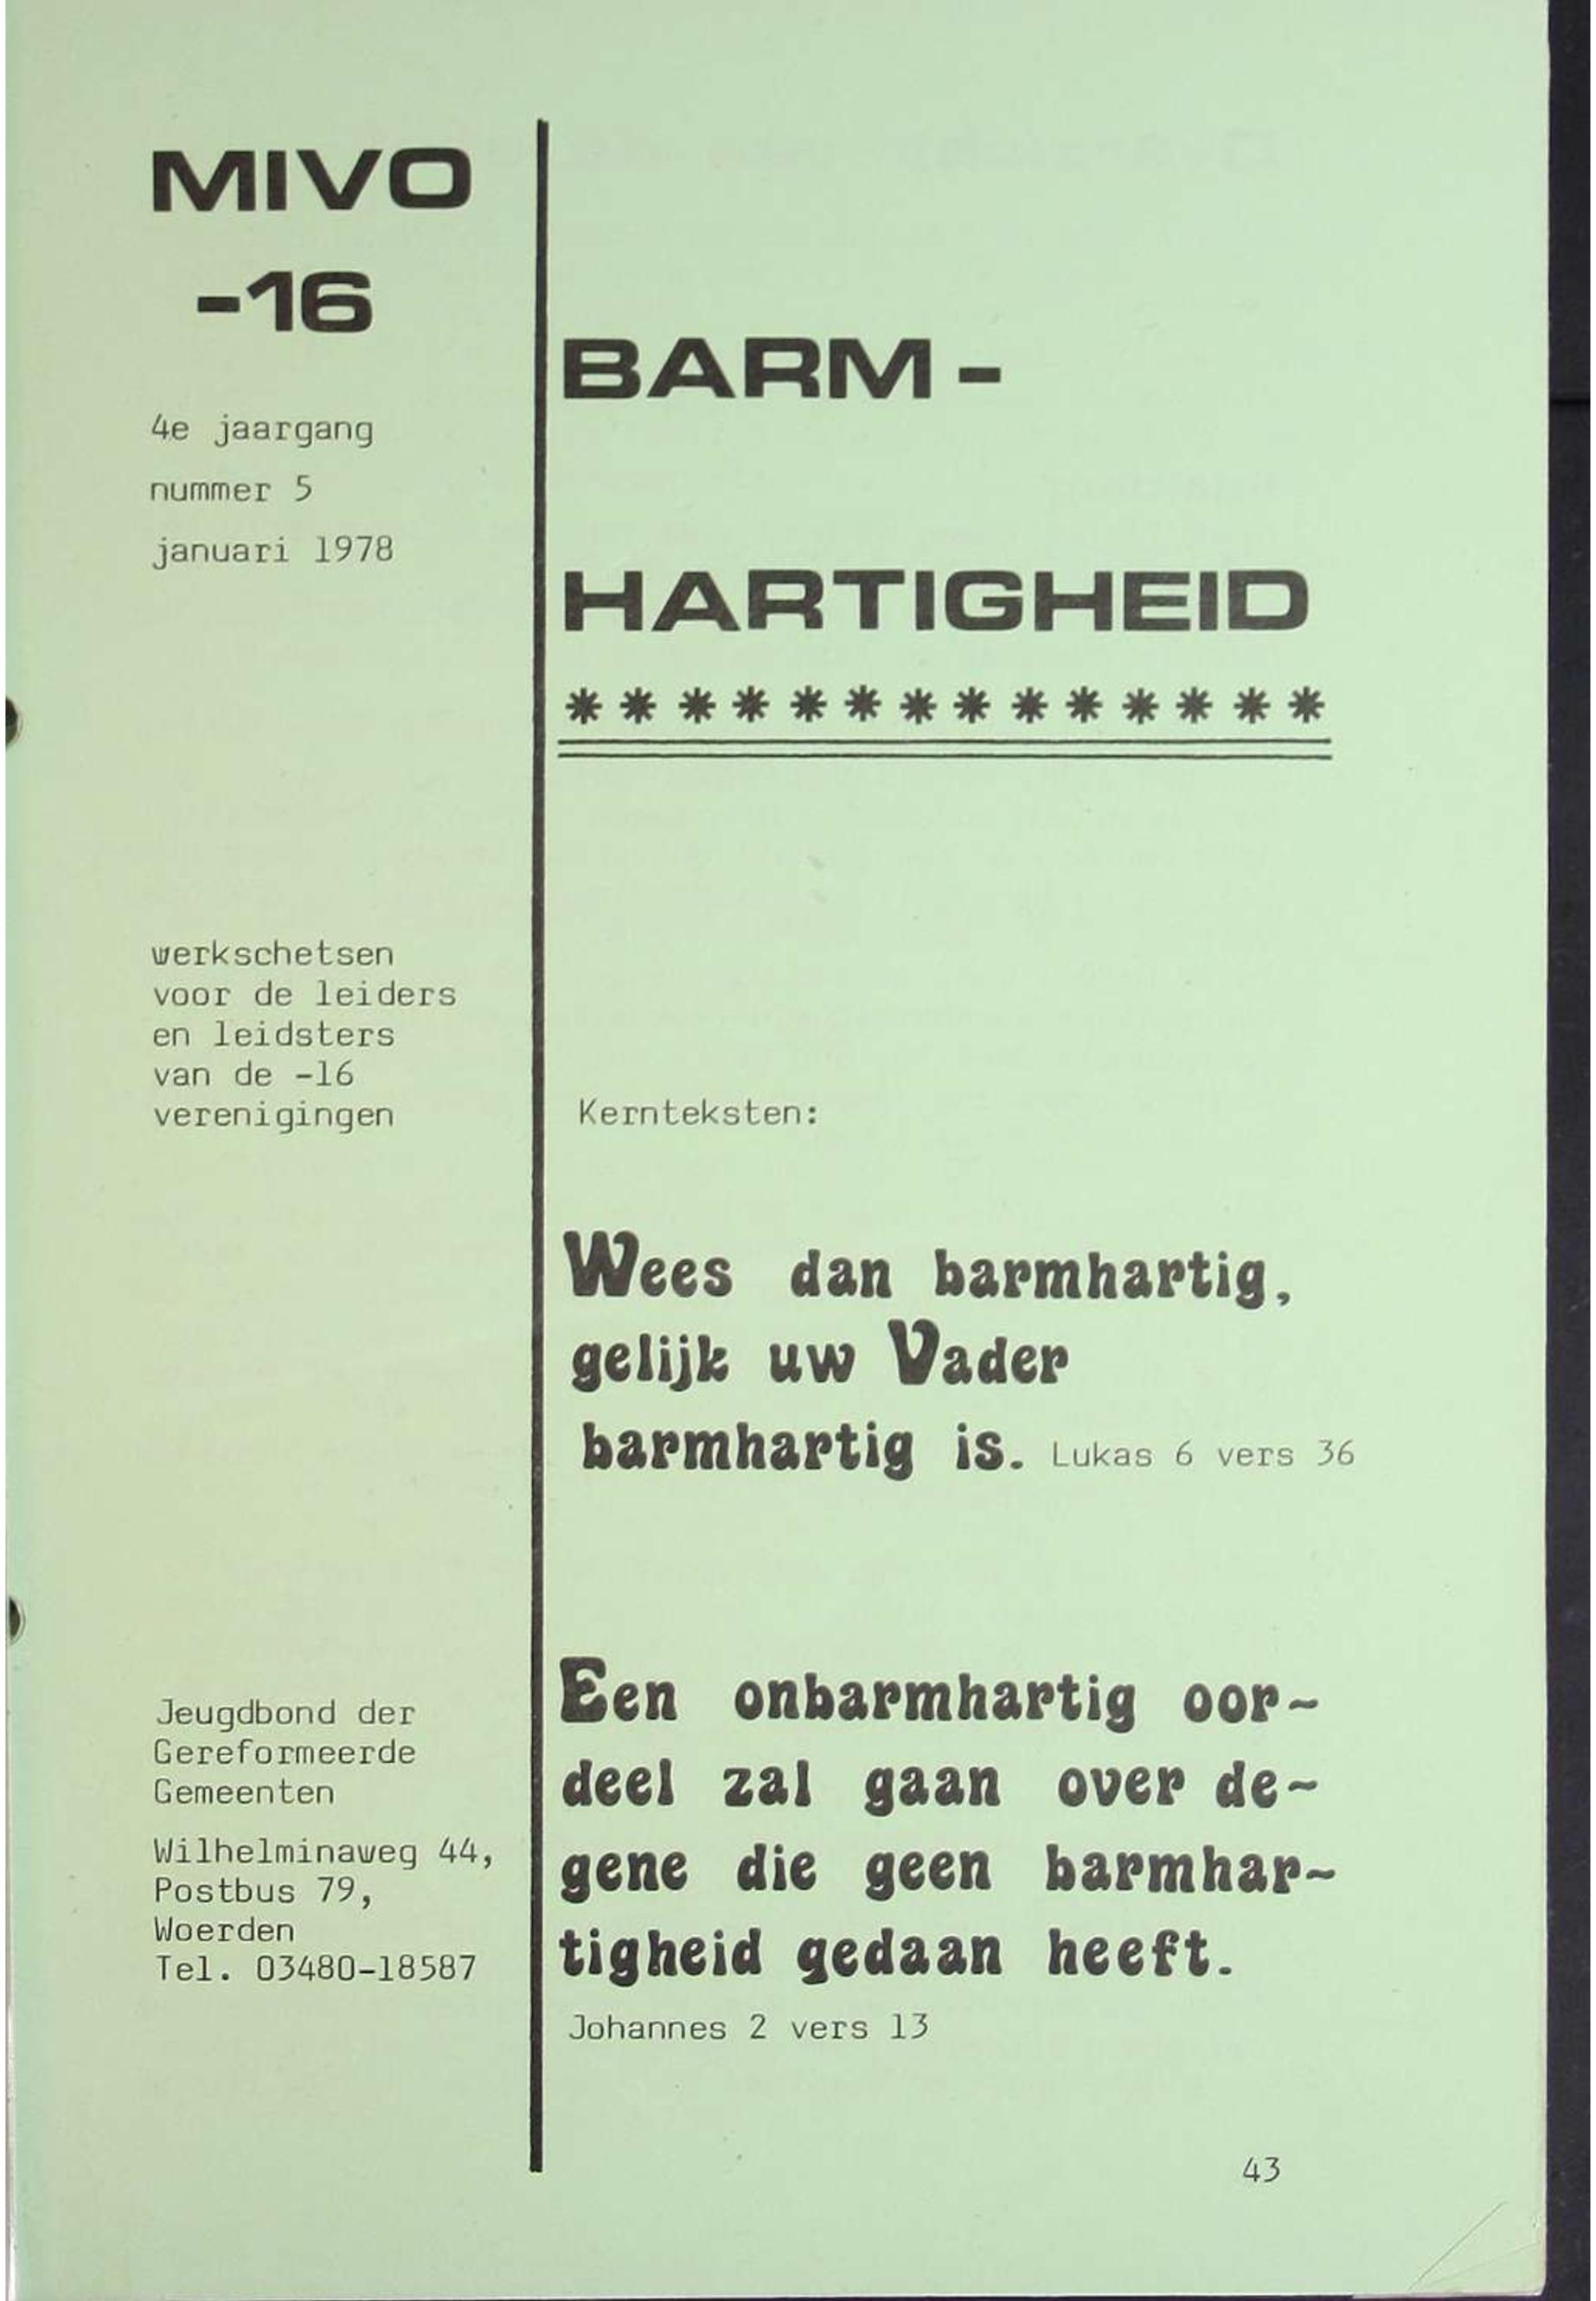 MIVO
-16
4e jaargang
nummer 5
januari 1978
werkschetsen
voor de leiders
en leidsters
van de -16
verenigingen
Jeugdbond der
Gereformeerde
Gemeenten
Wilhelminaweg 44,
Postbus 79,
Woerden
Tel. 03480-18587
BARM-
HARTIGHEID
**************
Kernteksten:
Wees dan barmhartig,
gelijk uw Vader
barmhartig is. Lukas 6 vers 36
Een onbarmhartig oor~
deel zal gaan over de~
gene die geen barmhar~
tigheid gedaan heeft.
Johannes 2 vers 13
43